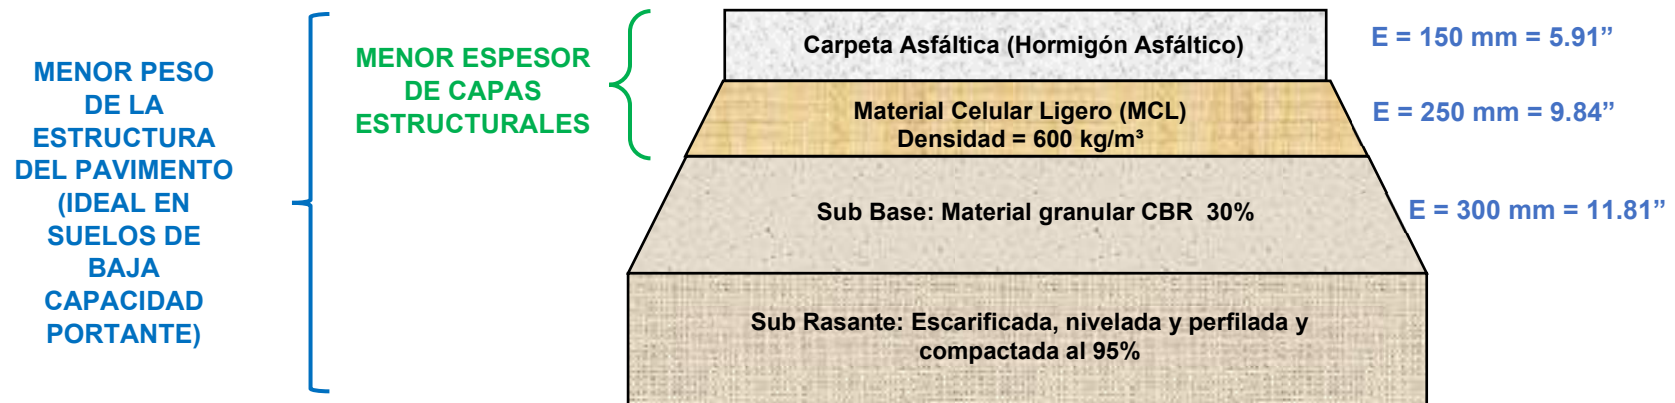 MENOR PESO
DE LA
ESTRUCTURA
DEL PAVIMENTO
(IDEAL EN
SUELOS DE
BAJA
CAPACIDAD
PORTANTE)
MENOR ESPESOR
DE CAPAS
ESTRUCTURALES
Carpeta Asfáltica (Hormigón Asfáltico)
E = 150 mm = 5.91”
Material Celular Ligero (MCL)
Densidad = 600 kg/m³
E = 250 mm = 9.84”
Sub Base: Material granular CBR 30%
E = 300 mm = 11.81”
Sub Rasante: Escarificada, nivelada y perfilada y
compactada al 95%